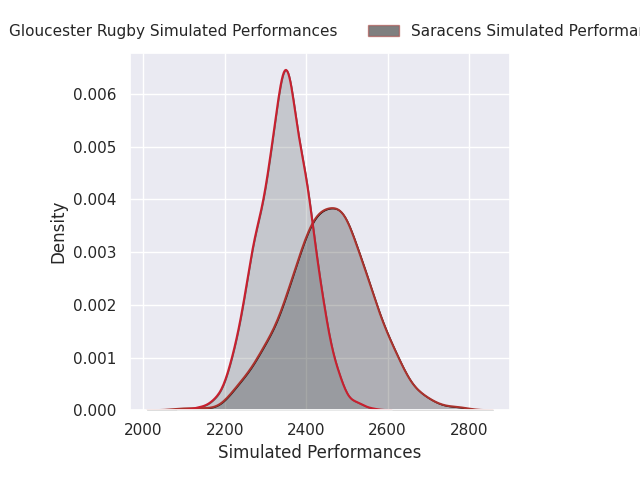 Gloucester Rugby Simulated Performances
Saracens Simulated
0.006
0.005
0.004
0.003
0.002
0.001
0.000
Density
2000 2200 2400 2600 2800
Simulated Performances